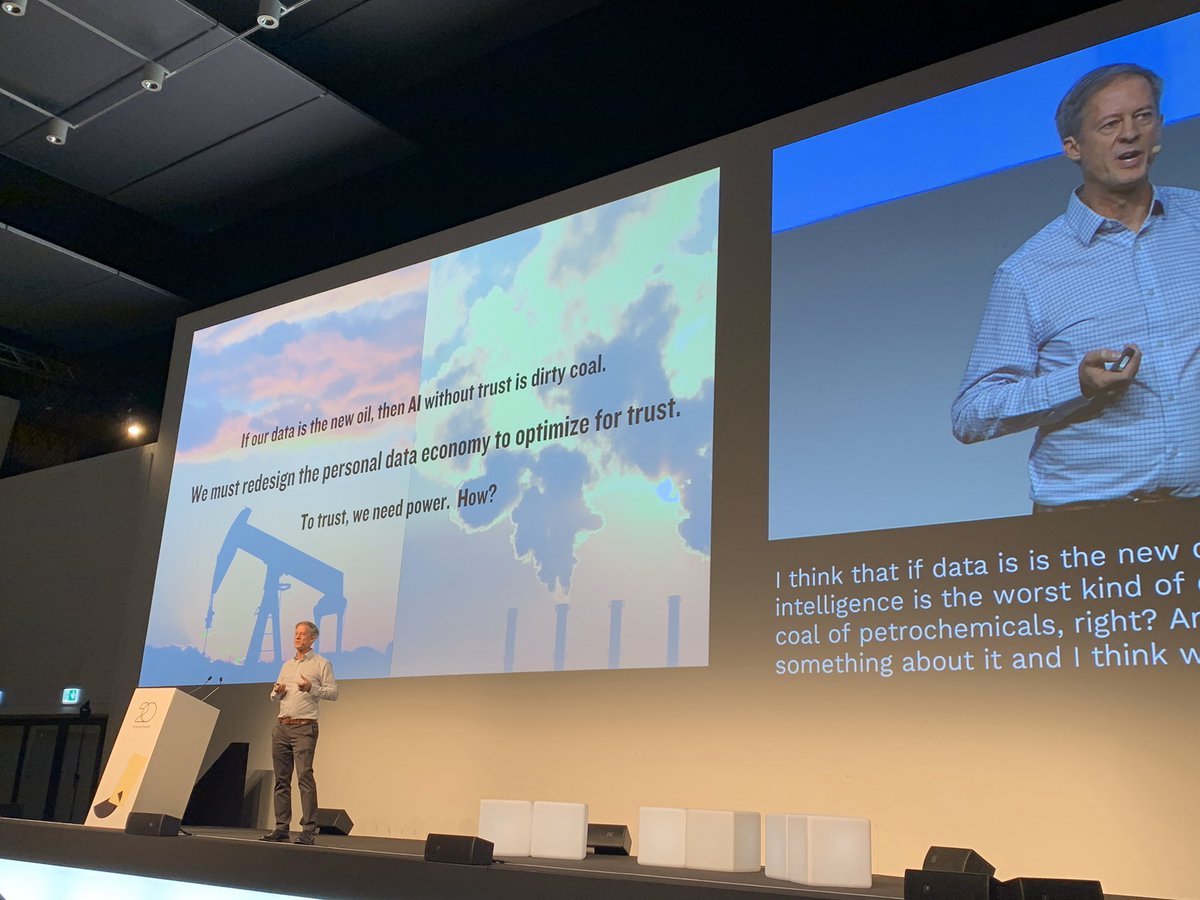 If our data is the new oil, then AI without trust is dirty coal.
We must redesign the personal data economy to optimize for trust.
To trust, we need power. How?
I think that if data is is the new
intelligence is the worst kind of
coal of petrochemicals, right?
something about it and I think
20